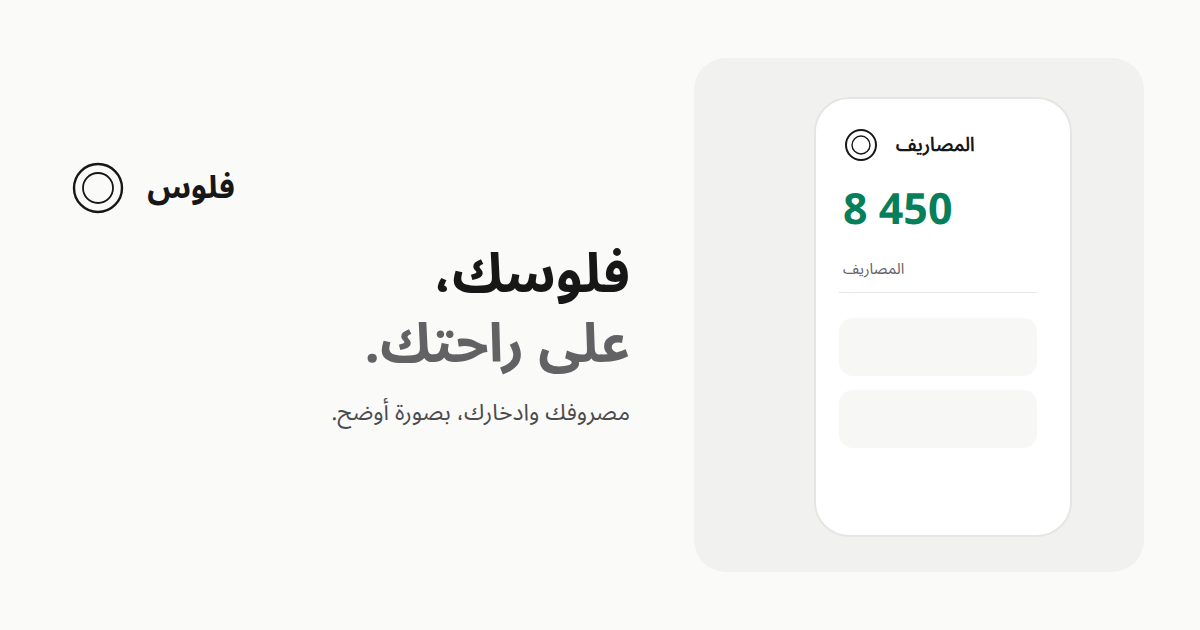 فلوس
فلوسك،
على راحتك.
مصروفك وادخارك، بصورة أوضح.
المصاريف
8 450
المصاريف